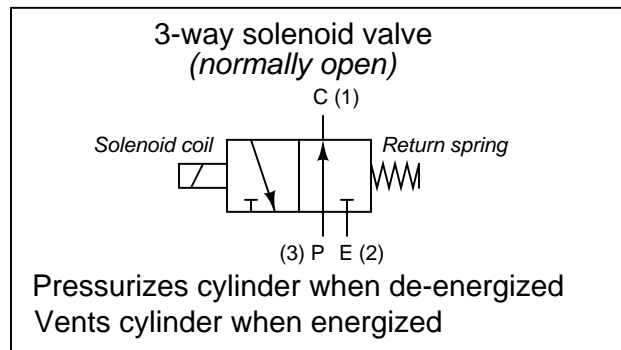 3-way solenoid valve
(normally open)
C (1)
Solenoid coil
Return spring
(3) P E (2)
Pressurizes cylinder when de-energized
Vents cylinder when energized